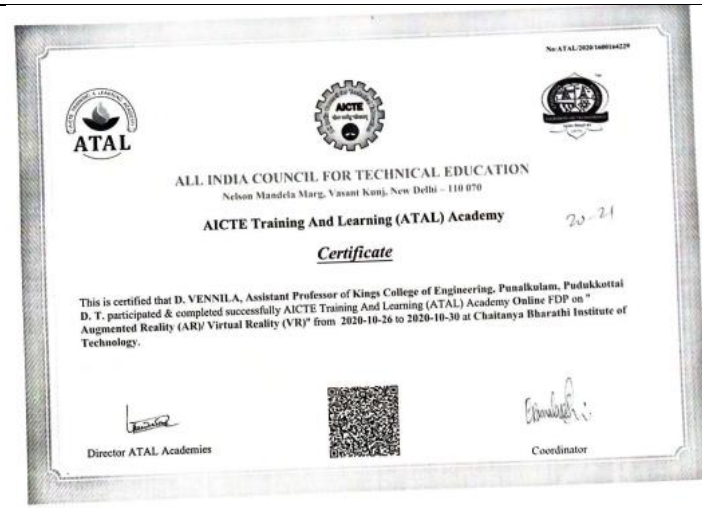 No:ATAL/2020/1600164229
ATAL
AICTE
ALL INDIA COUNCIL FOR TECHNICAL EDUCATION
Nelson Mandela Marg, Vasant Kunj, New Delhi – 110 070
AICTE Training And Learning (ATAL) Academy
20-21
Certificate
This is certified that D. VENNILA, Assistant Professor of Kings College of Engineering, Punalkulam, Pudukkottai
D. T. participated & completed successfully AICTE Training And Learning (ATAL) Academy Online FDP on "
Augmented Reality (AR)/ Virtual Reality (VR)" from 2020-10-26 to 2020-10-30 at Chaitanya Bharathi Institute of
Technology.
Director ATAL Academies
Coordinator